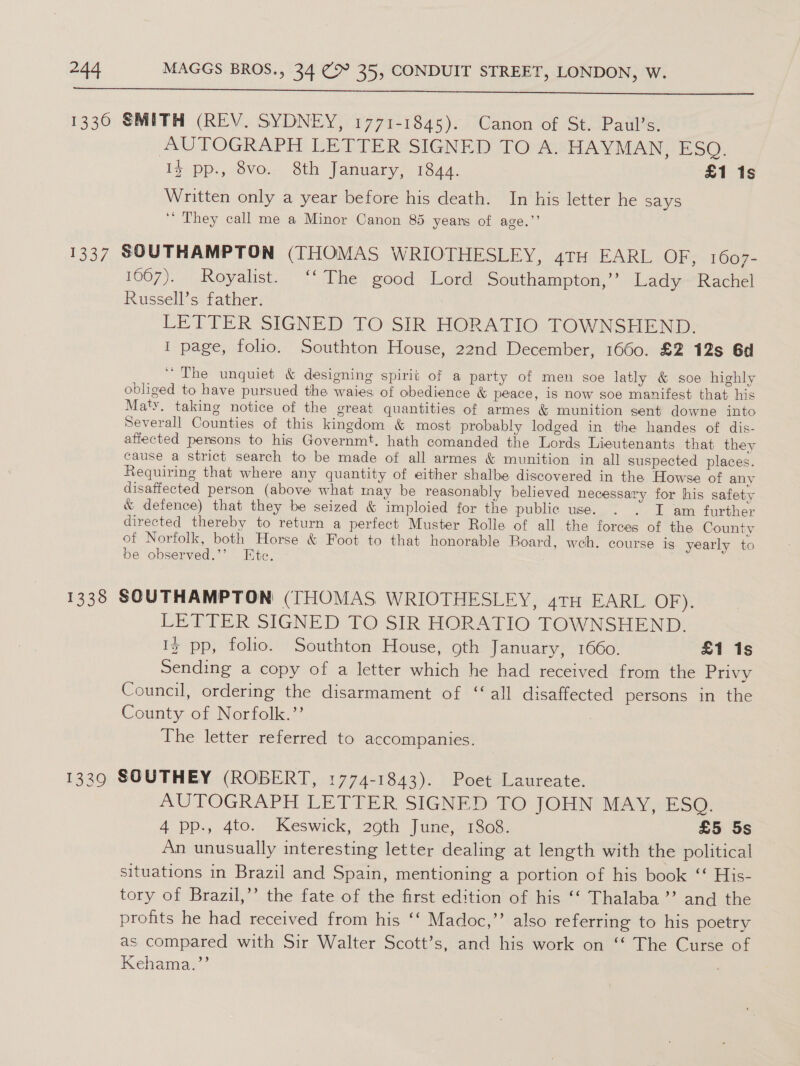 244 MAGGS BROS., 34 & 35, CONDUIT STREET, LONDON, W.
1336 SMITH (REV. SYDNEY, 1771-1845). Canon of St. Paul's.
AUTOGRAPH LETTER SIGNED TO A. HAYMAN, ESQ.
1½ pp., 8vo. 8th January, 1844. £1 1s
Written only a year before his death. In his letter he says
“ They call me a Minor Canon 85 years of age.”
1337 SOUTHAMPTON (THOMAS WRIOTHESLEY, 4TH EARL OF, 1607-
1667). Royalist. “ The good Lord Southampton,” Lady Rachel
Russell's father.
LETTER SIGNED TO SIR HORATIO TOWNSHEND.
1 page, folio. Southton House, 22nd December, 1660. £2 12s 6d
“ The unquiet & designing spirit of a party of men soe latly & soe highly
obliged to have pursued the waies of obedience & peace, is now soe manifest that his
Maty. taking notice of the great quantities of armes & munition sent downe into
Severall Counties of this kingdom & most probably lodged in the handes of dis-
affected persons to his Governmt. hath comanded the Lords Lieutenants that they
cause a strict search to be made of all armes & munition in all suspected places.
Requiring that where any quantity of either shalbe discovered in the Howse of any
disaffected person (above what may be reasonably believed necessary for his safety
& defence) that they be seized & imploied for the public use. . . I am further
directed thereby to return a perfect Muster Rolle of all the forces of the County
of Norfolk, both Horse & Foot to that honorable Board, wch. course is yearly to
be observed.” Etc.
1338 SOUTHAMPTON (THOMAS WRIOTHESLEY, 4TH EARL OF).
LETTER SIGNED TO SIR HORATIO TOWNSHEND.
1½ pp, folio. Southton House, 9th January, 1660. £1 1s
Sending a copy of a letter which he had received from the Privy
Council, ordering the disarmament of “ all disaffected persons in the
County of Norfolk.”
The letter referred to accompanies.
1339 SOUTHEY (ROBERT, 1774-1843). Poet Laureate.
AUTOGRAPH LETTER SIGNED TO JOHN MAY, ESQ.
4 pp., 4to. Keswick, 29th June, 1808. £5 5s
An unusually interesting letter dealing at length with the political
situations in Brazil and Spain, mentioning a portion of his book “ His-
tory of Brazil,” the fate of the first edition of his “ Thalaba ” and the
profits he had received from his “ Madoc,” also referring to his poetry
as compared with Sir Walter Scott's, and his work on “ The Curse of
Kehama.”